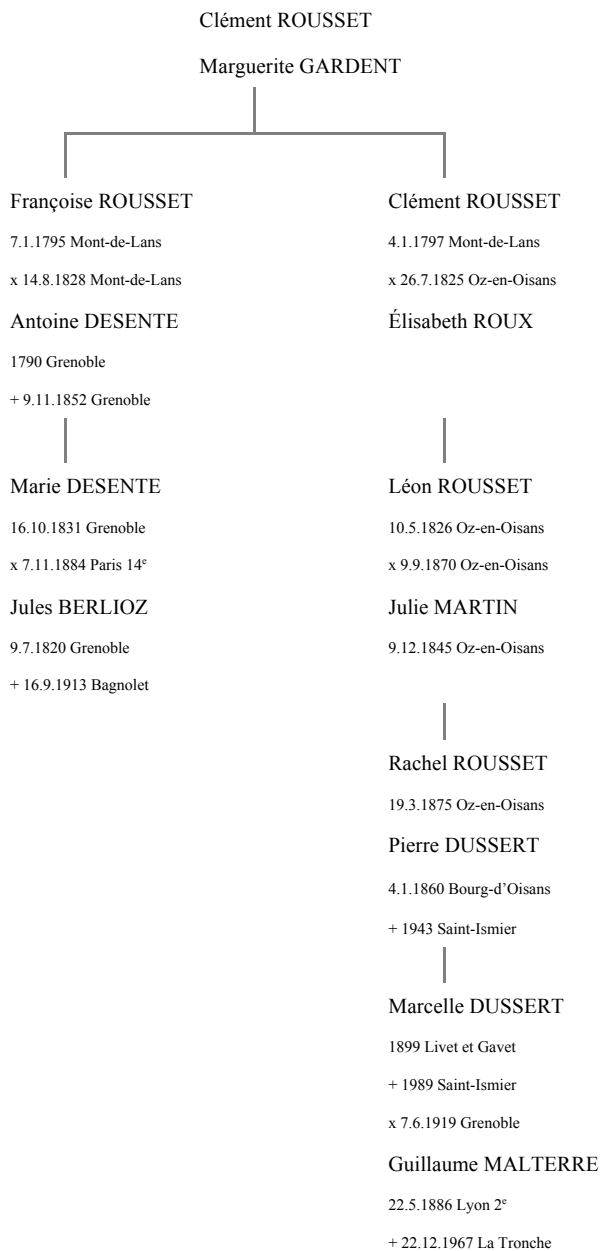 Clément ROUSSET
Marguerite GARDENT
Françoise ROUSSET
7.1.1795 Mont-de-Lans
x 14.8.1828 Mont-de-Lans
Antoine DESENTE
1790 Grenoble
+ 9.11.1852 Grenoble
Marie DESENTE
16.10.1831 Grenoble
x 7.11.1884 Paris 14e
Jules BERLIOZ
9.7.1820 Grenoble
+ 16.9.1913 Bagnolet
Clément ROUSSET
4.1.1797 Mont-de-Lans
x 26.7.1825 Oz-en-Oisans
Élisabeth ROUX
Léon ROUSSET
10.5.1826 Oz-en-Oisans
x 9.9.1870 Oz-en-Oisans
Julie MARTIN
9.12.1845 Oz-en-Oisans
Rachel ROUSSET
19.3.1875 Oz-en-Oisans
Pierre DUSSERT
4.1.1860 Bourg-d’Oisans
+ 1943 Saint-Ismier
Marcelle DUSSERT
1899 Livet et Gavet
+ 1989 Saint-Ismier
x 7.6.1919 Grenoble
Guillaume MALTERRE
22.5.1886 Lyon 2e
+ 22.12.1967 La Tronche